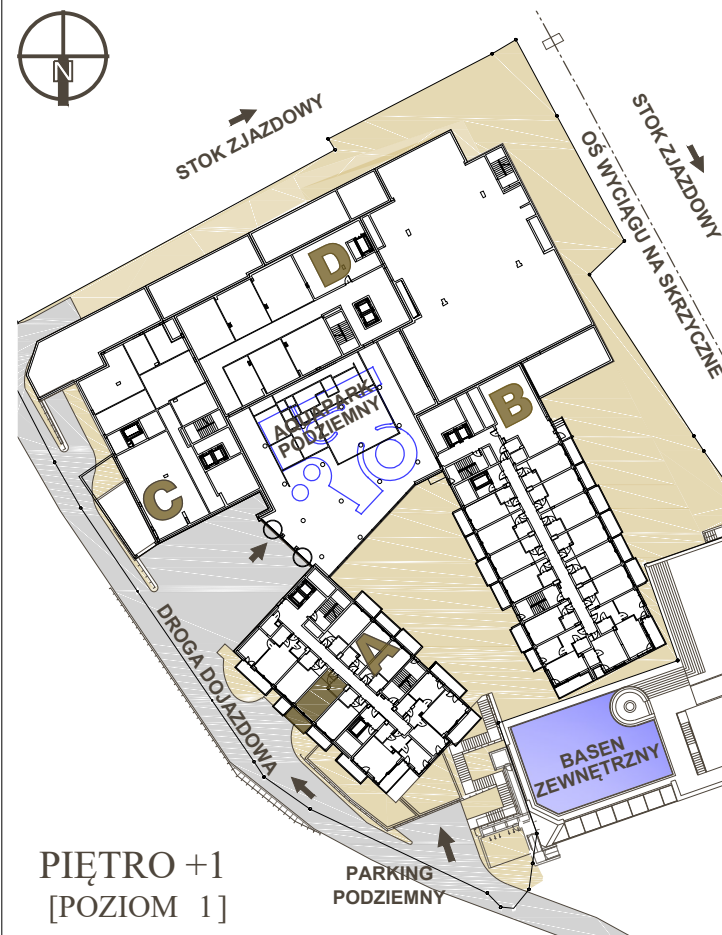 N
STOK ZJAZDOWY
STOK ZJAZDOWY
OŚ WYCIĄGU NA SKRZYCZNE
D
AQUAPARK
PODZIEMNY
B
C
A
DROGA DOJAZDOWA
BASEN
ZEWNĘTRZNY
PIĘTRO +1
[POZIOM 1]
PARKING
PODZIEMNY